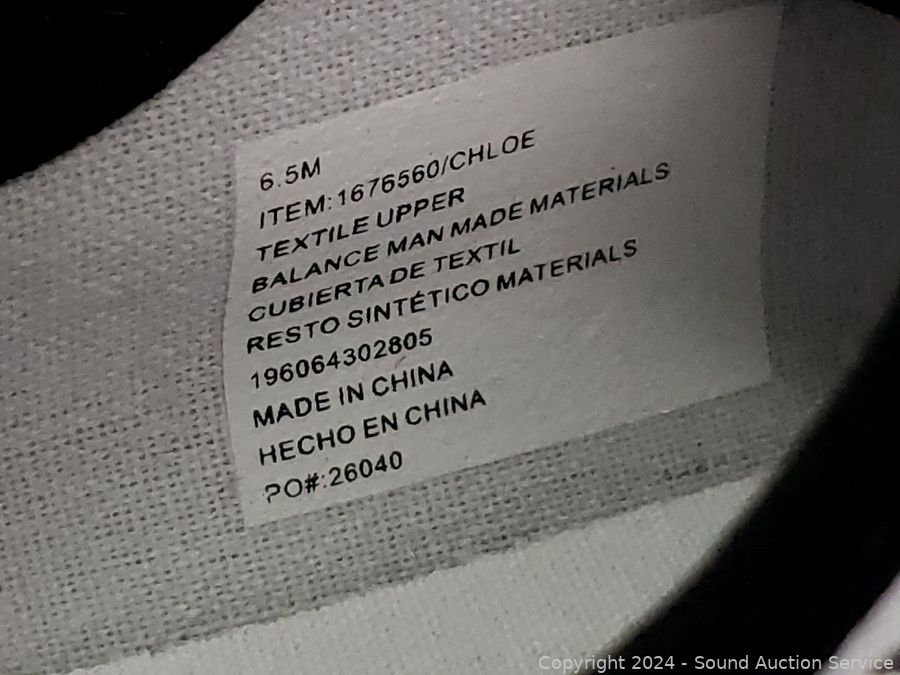 6.5M
ITEM:1676560/CHLOE
TEXTILE UPPER
BALANCE MAN MADE MATERIALS
CUBIERTA DE TEXTIL
RESTO SINTÉTICO MATERIALS
196064302805
MADE IN CHINA
HECHO EN CHINA
PO#:26040
Copyright 2024 - Sound Auction Service